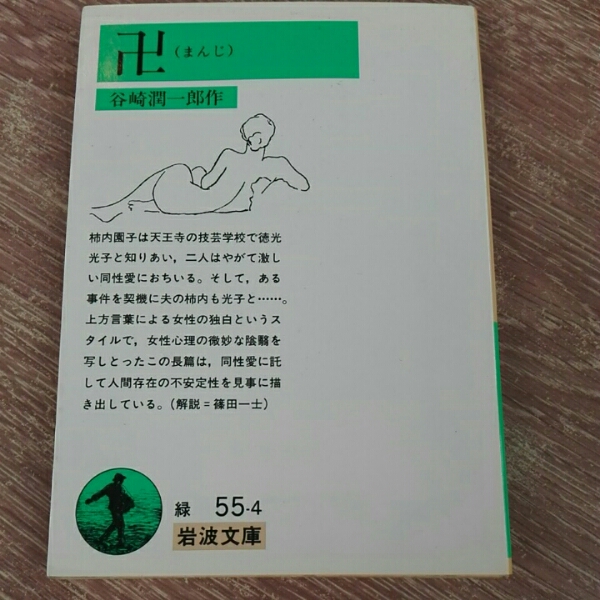 卍(まんじ)
谷崎潤一郎作
柿内園子は天王寺の技芸学校で徳光
光子と知りあい，二人はやがて激し
い同性愛におちいる。そして，ある
事件を契機に夫の柿内も光子と……。
上方言葉による女性の独白というス
タイルで，女性心理の微妙な陰翳を
写しとったこの長篇は，同性愛に託
して人間存在の不安定性を見事に描
き出している。(解説＝篠田一士)
緑 55-4
岩波文庫